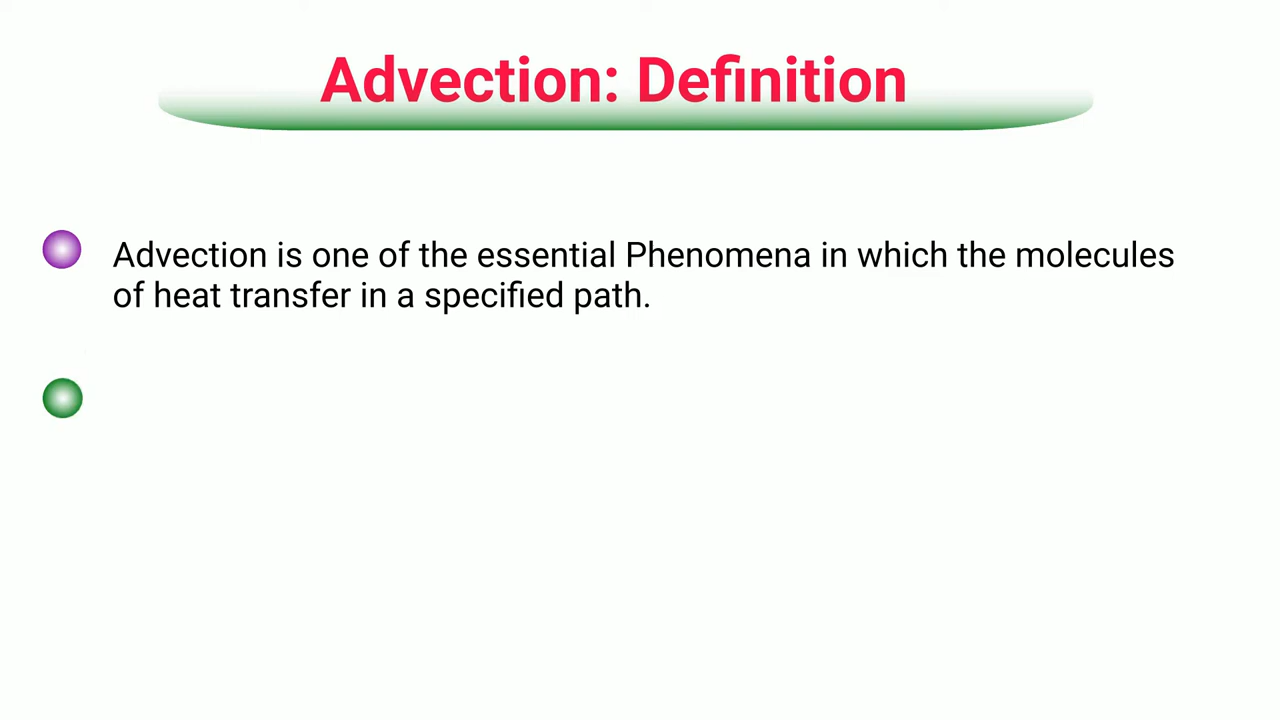 Advection: Definition
Advection is one of the essential Phenomena in which the molecules
of heat transfer in a specified path.